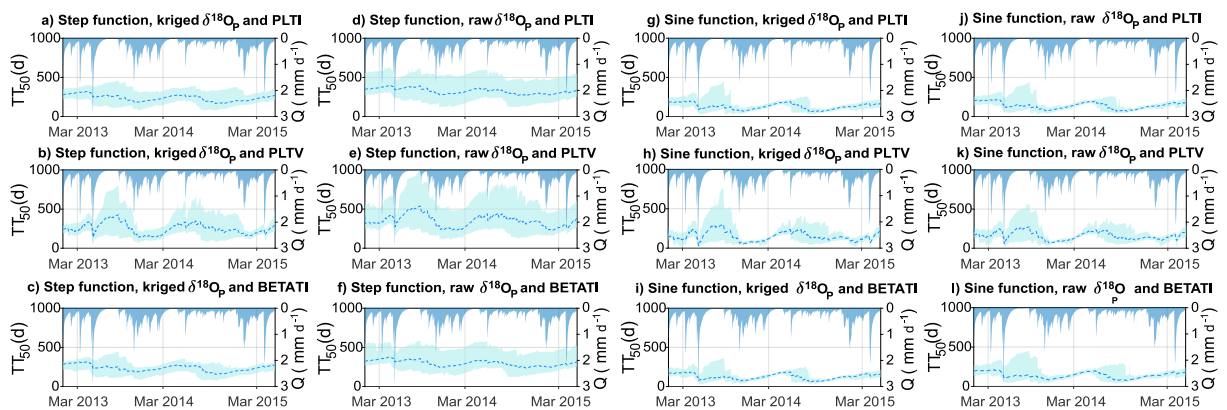 a) Step function, kriged δ¹⁸O_P and PLTI
1000
500
0
TT₅₀(d)
0
1
2
3
Q ( mm d⁻¹)
Mar 2013 Mar 2014 Mar 2015
d) Step function, raw δ¹⁸O_P and PLTI
1000
500
0
TT₅₀(d)
0
1
2
3
Q ( mm d⁻¹)
Mar 2013 Mar 2014 Mar 2015
g) Sine function, kriged δ¹⁸O_P and PLTI
1000
500
0
TT₅₀(d)
0
1
2
3
Q ( mm d⁻¹)
Mar 2013 Mar 2014 Mar 2015
j) Sine function, raw δ¹⁸O_P and PLTI
1000
500
0
TT₅₀(d)
0
1
2
3
Q ( mm d⁻¹)
Mar 2013 Mar 2014 Mar 2015
b) Step function, kriged δ¹⁸O_P and PLTV
1000
500
0
TT₅₀(d)
0
1
2
3
Q ( mm d⁻¹)
Mar 2013 Mar 2014 Mar 2015
e) Step function, raw δ¹⁸O_P and PLTV
1000
500
0
TT₅₀(d)
0
1
2
3
Q ( mm d⁻¹)
Mar 2013 Mar 2014 Mar 2015
h) Sine function, kriged δ¹⁸O_P and PLTV
1000
500
0
TT₅₀(d)
0
1
2
3
Q ( mm d⁻¹)
Mar 2013 Mar 2014 Mar 2015
k) Sine function, raw δ¹⁸O_P and PLTV
1000
500
0
TT₅₀(d)
0
1
2
3
Q ( mm d⁻¹)
Mar 2013 Mar 2014 Mar 2015
c) Step function, kriged δ¹⁸O_P and BETATI
1000
500
0
TT₅₀(d)
0
1
2
3
Q ( mm d⁻¹)
Mar 2013 Mar 2014 Mar 2015
f) Step function, raw δ¹⁸O_P and BETATI
1000
500
0
TT₅₀(d)
0
1
2
3
Q ( mm d⁻¹)
Mar 2013 Mar 2014 Mar 2015
i) Sine function, kriged δ¹⁸O_P and BETATI
1000
500
0
TT₅₀(d)
0
1
2
3
Q ( mm d⁻¹)
Mar 2013 Mar 2014 Mar 2015
l) Sine function, raw δ¹⁸O_P and BETATI
1000
500
0
TT₅₀(d)
0
1
2
3
Q ( mm d⁻¹)
Mar 2013 Mar 2014 Mar 2015